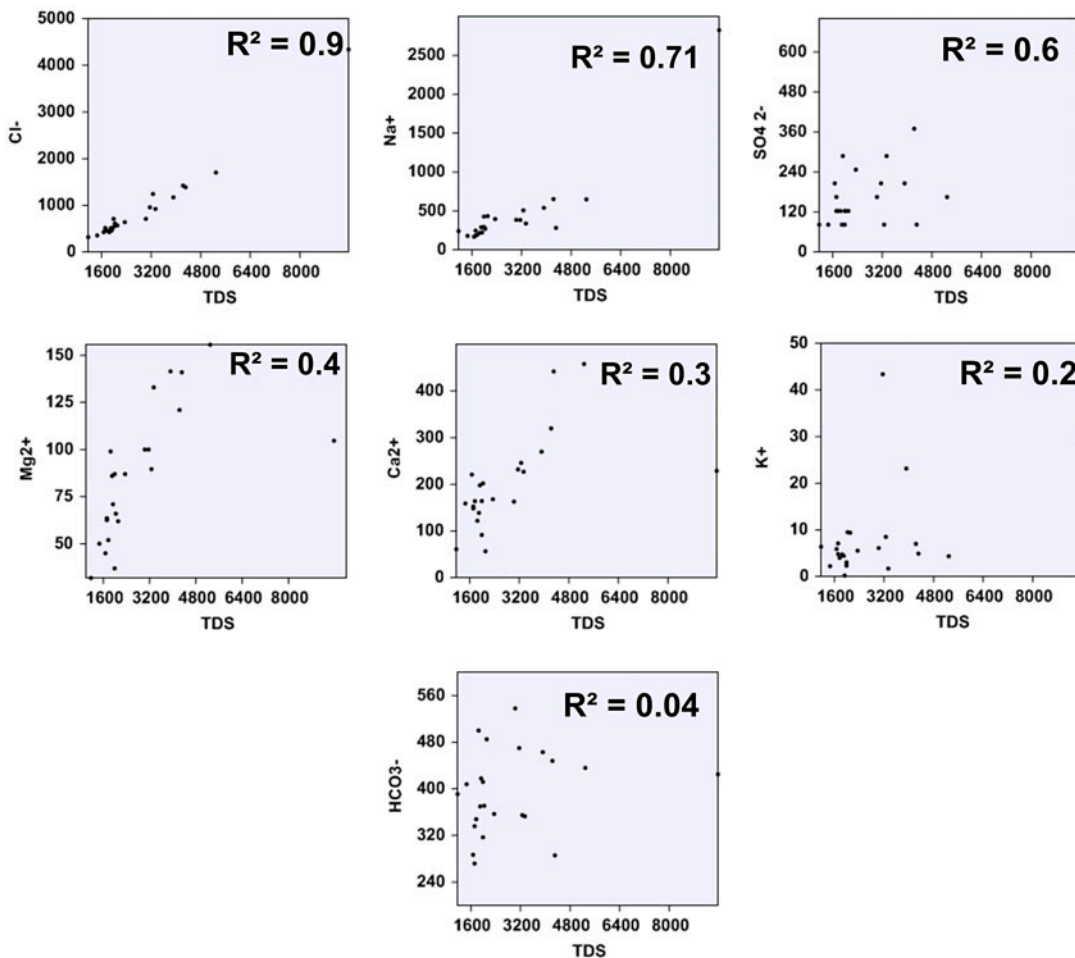 5000
4000
3000
2000
1000
0
Cl-
R² = 0.9
1600 3200 4800 6400 8000
TDS
2500
2000
1500
1000
500
0
Na+
R² = 0.71
1600 3200 4800 6400 8000
TDS
600
480
360
240
120
0
SO4 2-
R² = 0.6
1600 3200 4800 6400 8000
TDS
150
125
100
75
50
Mg2+
R² = 0.4
1600 3200 4800 6400 8000
TDS
400
300
200
100
0
Ca2+
R² = 0.3
1600 3200 4800 6400 8000
TDS
50
40
30
20
10
0
K+
R² = 0.2
1600 3200 4800 6400 8000
TDS
560
480
400
320
240
HCO3-
R² = 0.04
1600 3200 4800 6400 8000
TDS